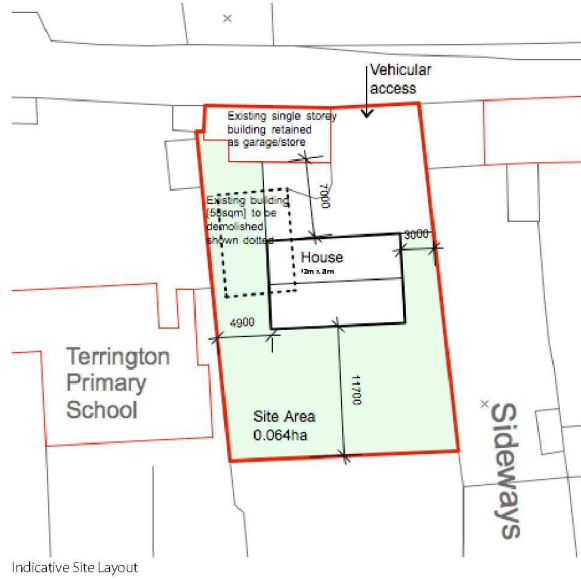 Vehicular
access
Existing single storey
building retained
as garage/store
7000
Existing building
[58sqm] to be
demolished
shown dotted
3000
House
12m x 8m
4900
11700
Terrington
Primary
School
Site Area
0.064ha
Sideways
Indicative Site Layout